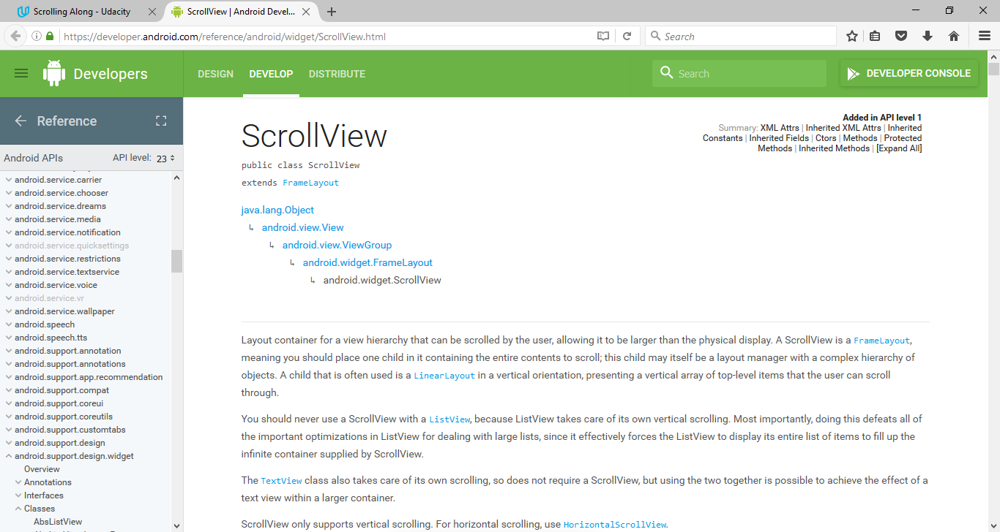 Scrolling Along - Udacity
ScrollView | Android Devel...
https://developer.android.com/reference/android/widget/ScrollView.html
Search
Developers
DESIGN
DEVELOP
DISTRIBUTE
Search
DEVELOPER CONSOLE
Reference
Android APIs
API level: 23
android.service.carrier
android.service.chooser
android.service.dreams
android.service.media
android.service.notification
android.service.quicksettings
android.service.restrictions
android.service.textservice
android.service.voice
android.service.vr
android.service.wallpaper
android.speech
android.speech.tts
android.support.annotation
android.support.annotations
android.support.app.recommendation
android.support.compat
android.support.coreui
android.support.coreutils
android.support.customtabs
android.support.design
android.support.design.widget
Overview
Annotations
Interfaces
Classes
AbsListView
Added in API level 1
Summary: XML Attrs | Inherited XML Attrs | Inherited
Constants | Inherited Fields | Ctors | Methods | Protected
Methods | Inherited Methods | [Expand All]
ScrollView
public class ScrollView
extends FrameLayout
java.lang.Object
↳ android.view.View
↳ android.view.ViewGroup
↳ android.widget.FrameLayout
↳ android.widget.ScrollView
Layout container for a view hierarchy that can be scrolled by the user, allowing it to be larger than the physical display. A ScrollView is a FrameLayout,
meaning you should place one child in it containing the entire contents to scroll; this child may itself be a layout manager with a complex hierarchy of
objects. A child that is often used is a LinearLayout in a vertical orientation, presenting a vertical array of top-level items that the user can scroll
through.
You should never use a ScrollView with a ListView, because ListView takes care of its own vertical scrolling. Most importantly, doing this defeats all of
the important optimizations in ListView for dealing with large lists, since it effectively forces the ListView to display its entire list of items to fill up the
infinite container supplied by ScrollView.
The TextView class also takes care of its own scrolling, so does not require a ScrollView, but using the two together is possible to achieve the effect of a
text view within a larger container.
ScrollView only supports vertical scrolling. For horizontal scrolling, use HorizontalScrollView.